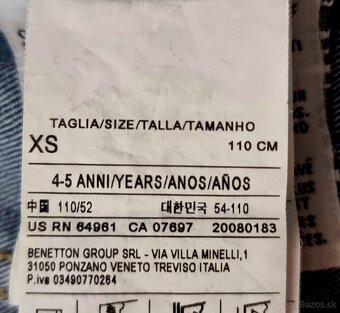 TAGLIA/SIZE/TALLA/TAMANHO
XS 110 CM
4-5 ANNI/YEARS/ANOS/AÑOS
中国 110/52 대한민국 54-110
US RN 64961 CA 07697 20080183
BENETTON GROUP SRL - VIA VILLA MINELLI,1
31050 PONZANO VENETO TREVISO ITALIA
P.iva 03490770264
bazos.sk